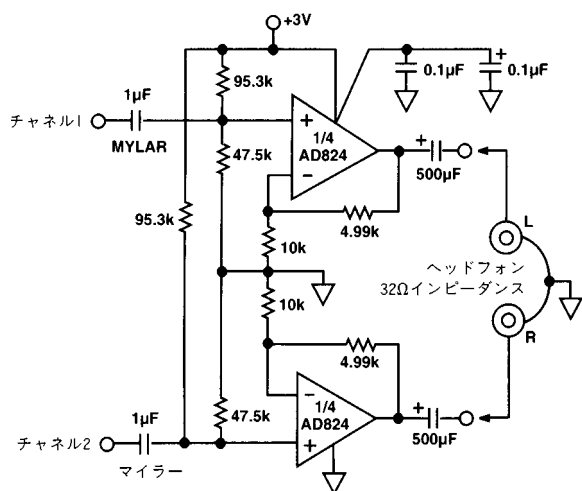 +3V
95.3k
0.1µF
+
0.1µF
1µF
チャネル1
MYLAR
+
1/4
AD824
−
+
500µF
47.5k
95.3k
4.99k
L
10k
ヘッドフォン
32Ωインピーダンス
10k
R
4.99k
47.5k
−
1/4
AD824
+
+
500µF
1µF
チャネル2
マイラー